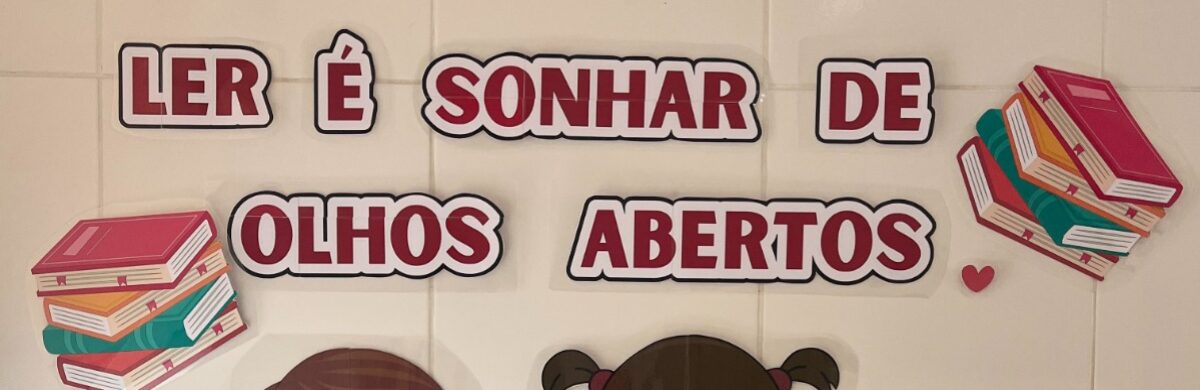 LER É SONHAR DE
OLHOS ABERTOS